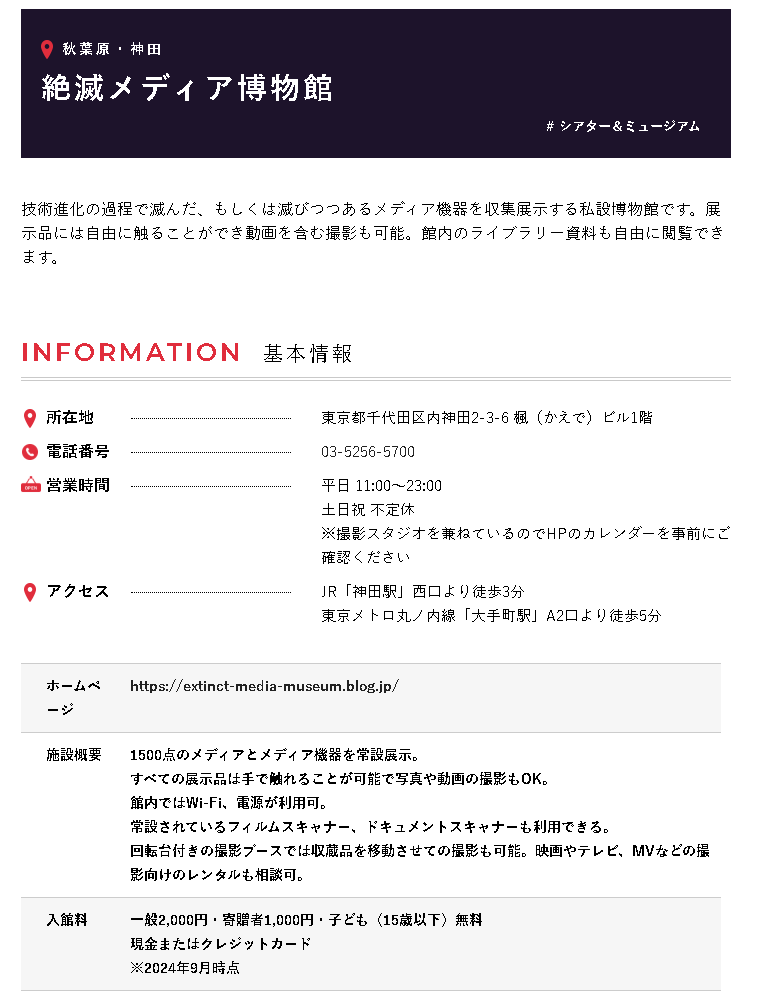 秋葉原・神田
絶滅メディア博物館
# シアター＆ミュージアム
技術進化の過程で滅んだ、もしくは滅びつつあるメディア機器を収集展示する私設博物館です。展
示品には自由に触ることができ動画を含む撮影も可能。館内のライブラリー資料も自由に閲覧でき
ます。
INFORMATION 基本情報
所在地 東京都千代田区内神田2-3-6 楓（かえで）ビル1階
電話番号 03-5256-5700
OPEN 営業時間 平日 11:00〜23:00
土日祝 不定休
※撮影スタジオを兼ねているのでHPのカレンダーを事前にご
確認ください
アクセス JR「神田駅」西口より徒歩3分
東京メトロ丸ノ内線「大手町駅」A2口より徒歩5分
ホームペ https://extinct-media-museum.blog.jp/
ージ
施設概要 1500点のメディアとメディア機器を常設展示。
すべての展示品は手で触れることが可能で写真や動画の撮影もOK。
館内ではWi-Fi、電源が利用可。
常設されているフィルムスキャナー、ドキュメントスキャナーも利用できる。
回転台付きの撮影ブースでは収蔵品を移動させての撮影も可能。映画やテレビ、MVなどの撮
影向けのレンタルも相談可。
入館料 一般2,000円・寄贈者1,000円・子ども（15歳以下）無料
現金またはクレジットカード
※2024年9月時点